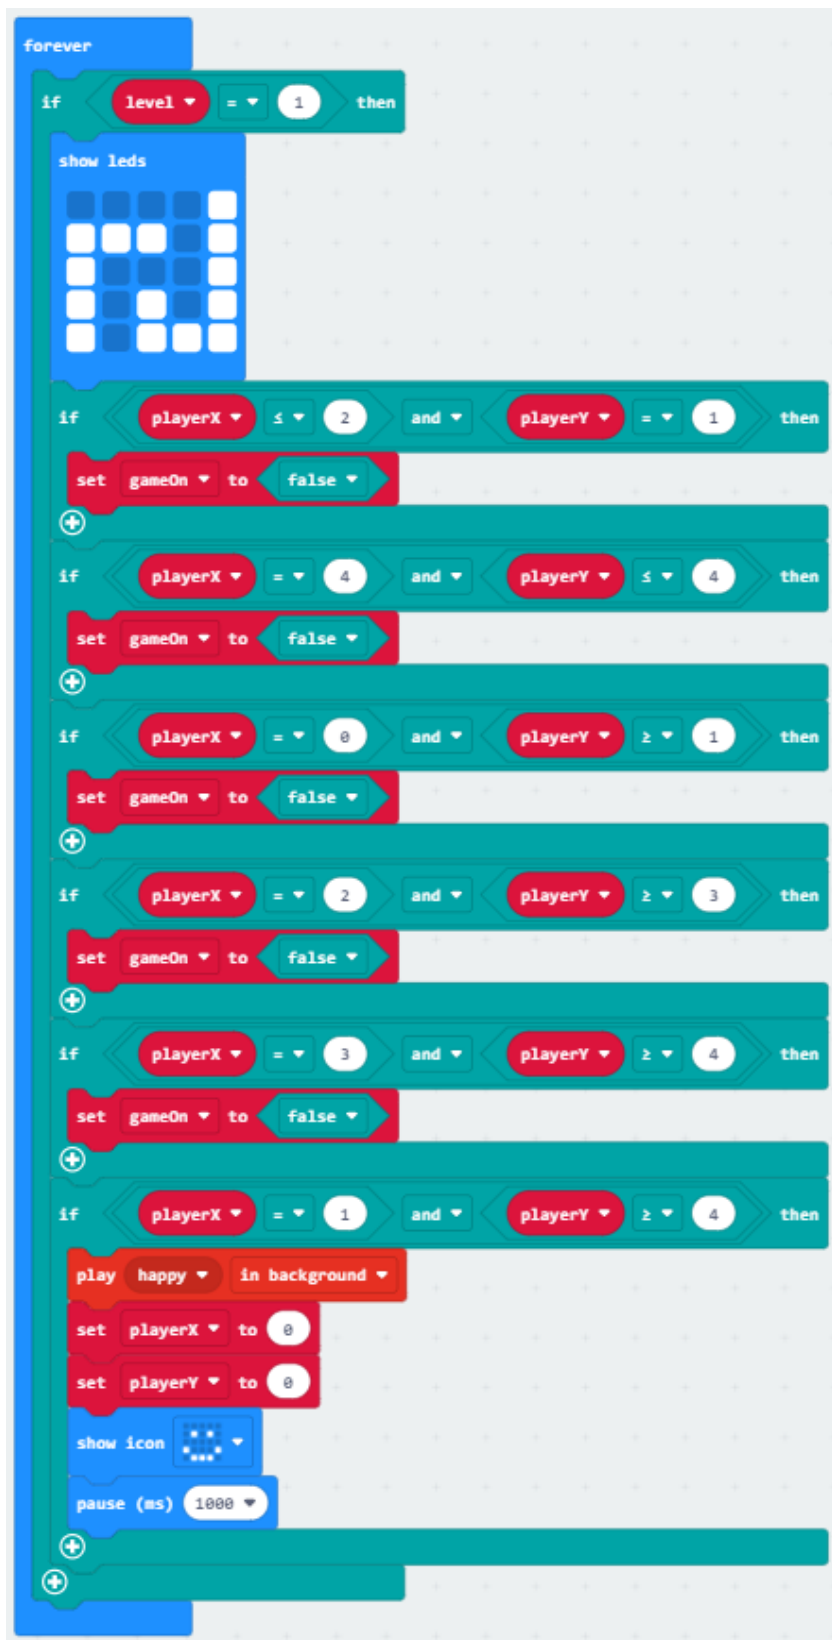 forever
if level = 1 then
show leds
if playerX ≤ 2 and playerY = 1 then
set gameOn to false
if playerX = 4 and playerY ≤ 4 then
set gameOn to false
if playerX = 0 and playerY ≥ 1 then
set gameOn to false
if playerX = 2 and playerY ≥ 3 then
set gameOn to false
if playerX = 3 and playerY ≥ 4 then
set gameOn to false
if playerX = 1 and playerY ≥ 4 then
play happy in background
set playerX to 0
set playerY to 0
show icon
pause (ms) 1000